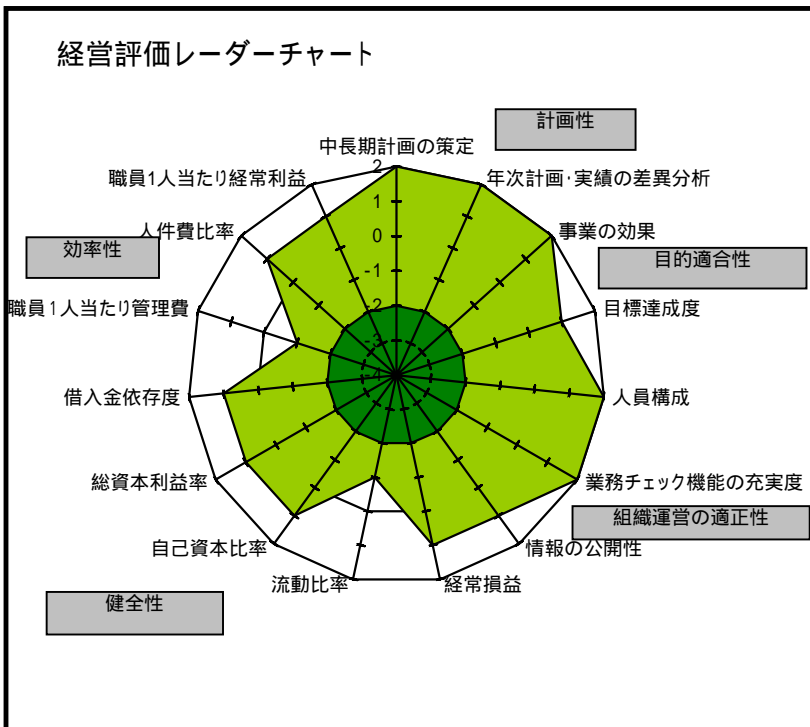 経営評価レーダーチャート
計画性
中長期計画の策定
職員1人当たり経常利益
年次計画・実績の差異分析
人件費比率
事業の効果
効率性
目的適合性
職員1人当たり管理費
目標達成度
借入金依存度
人員構成
総資本利益率
業務チェック機能の充実度
組織運営の適正性
自己資本比率
情報の公開性
流動比率
経常損益
健全性
2
1
0
-1
-2
-3
-4